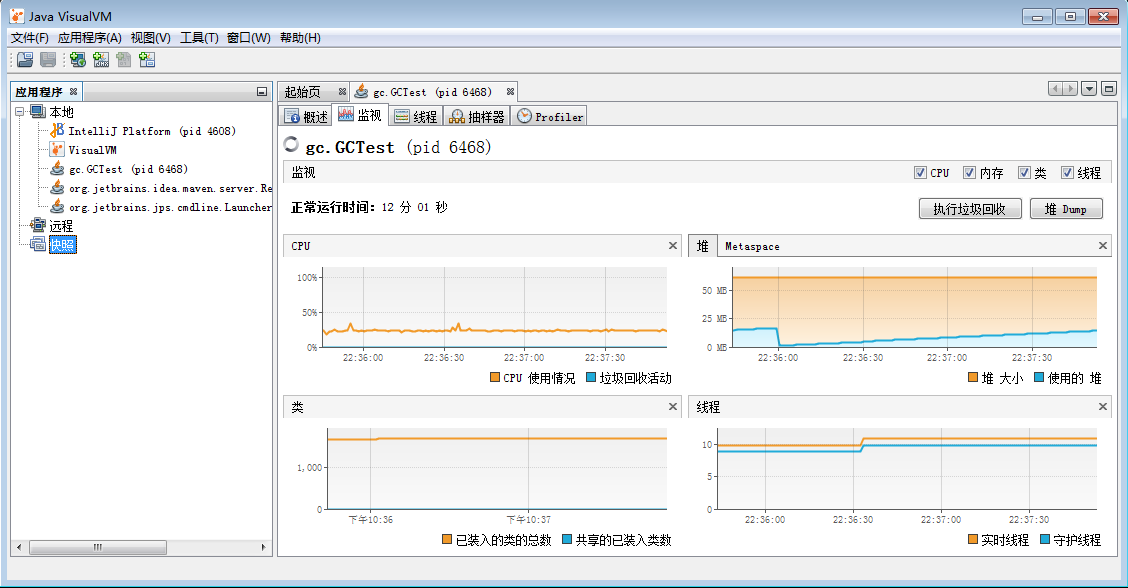 Java VisualVM
文件(F) 应用程序(A) 视图(V) 工具(T) 窗口(W) 帮助(H)
应用程序
本地
IntelliJ Platform (pid 4608)
VisualVM
gc.GCTest (pid 6468)
org.jetbrains.idea.maven.server.Re
org.jetbrains.jps.cmdline.Launcher
远程
快照
起始页 gc.GCTest (pid 6468)
概述 监视 线程 抽样器 Profiler
gc.GCTest (pid 6468)
监视 CPU 内存 类 线程
正常运行时间: 12 分 01 秒 执行垃圾回收 堆 Dump
CPU
100%
50%
0%
22:36:00 22:36:30 22:37:00 22:37:30
CPU 使用情况 垃圾回收活动
堆 Metaspace
50 MB
25 MB
0 MB
22:36:00 22:36:30 22:37:00 22:37:30
堆 大小 使用的 堆
类
1,000
0
下午10:36 下午10:37
已装入的类的总数 共享的已装入类数
线程
10
5
0
22:36:00 22:36:30 22:37:00 22:37:30
实时线程 守护线程